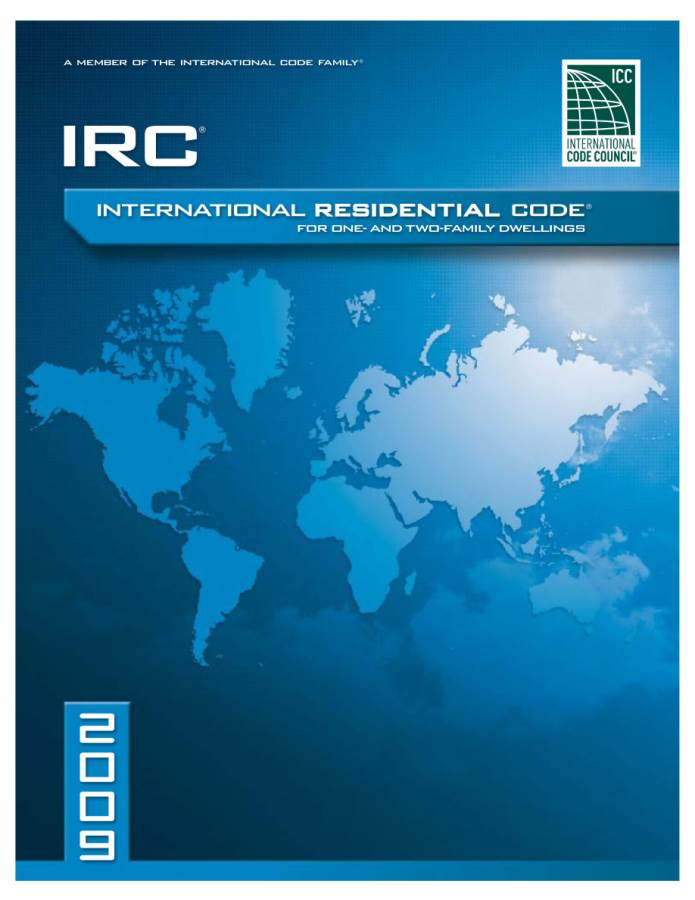 A MEMBER OF THE INTERNATIONAL CODE FAMILY®
ICC
INTERNATIONAL
CODE COUNCIL®
IRC®
INTERNATIONAL RESIDENTIAL CODE®
FOR ONE- AND TWO-FAMILY DWELLINGS
2009